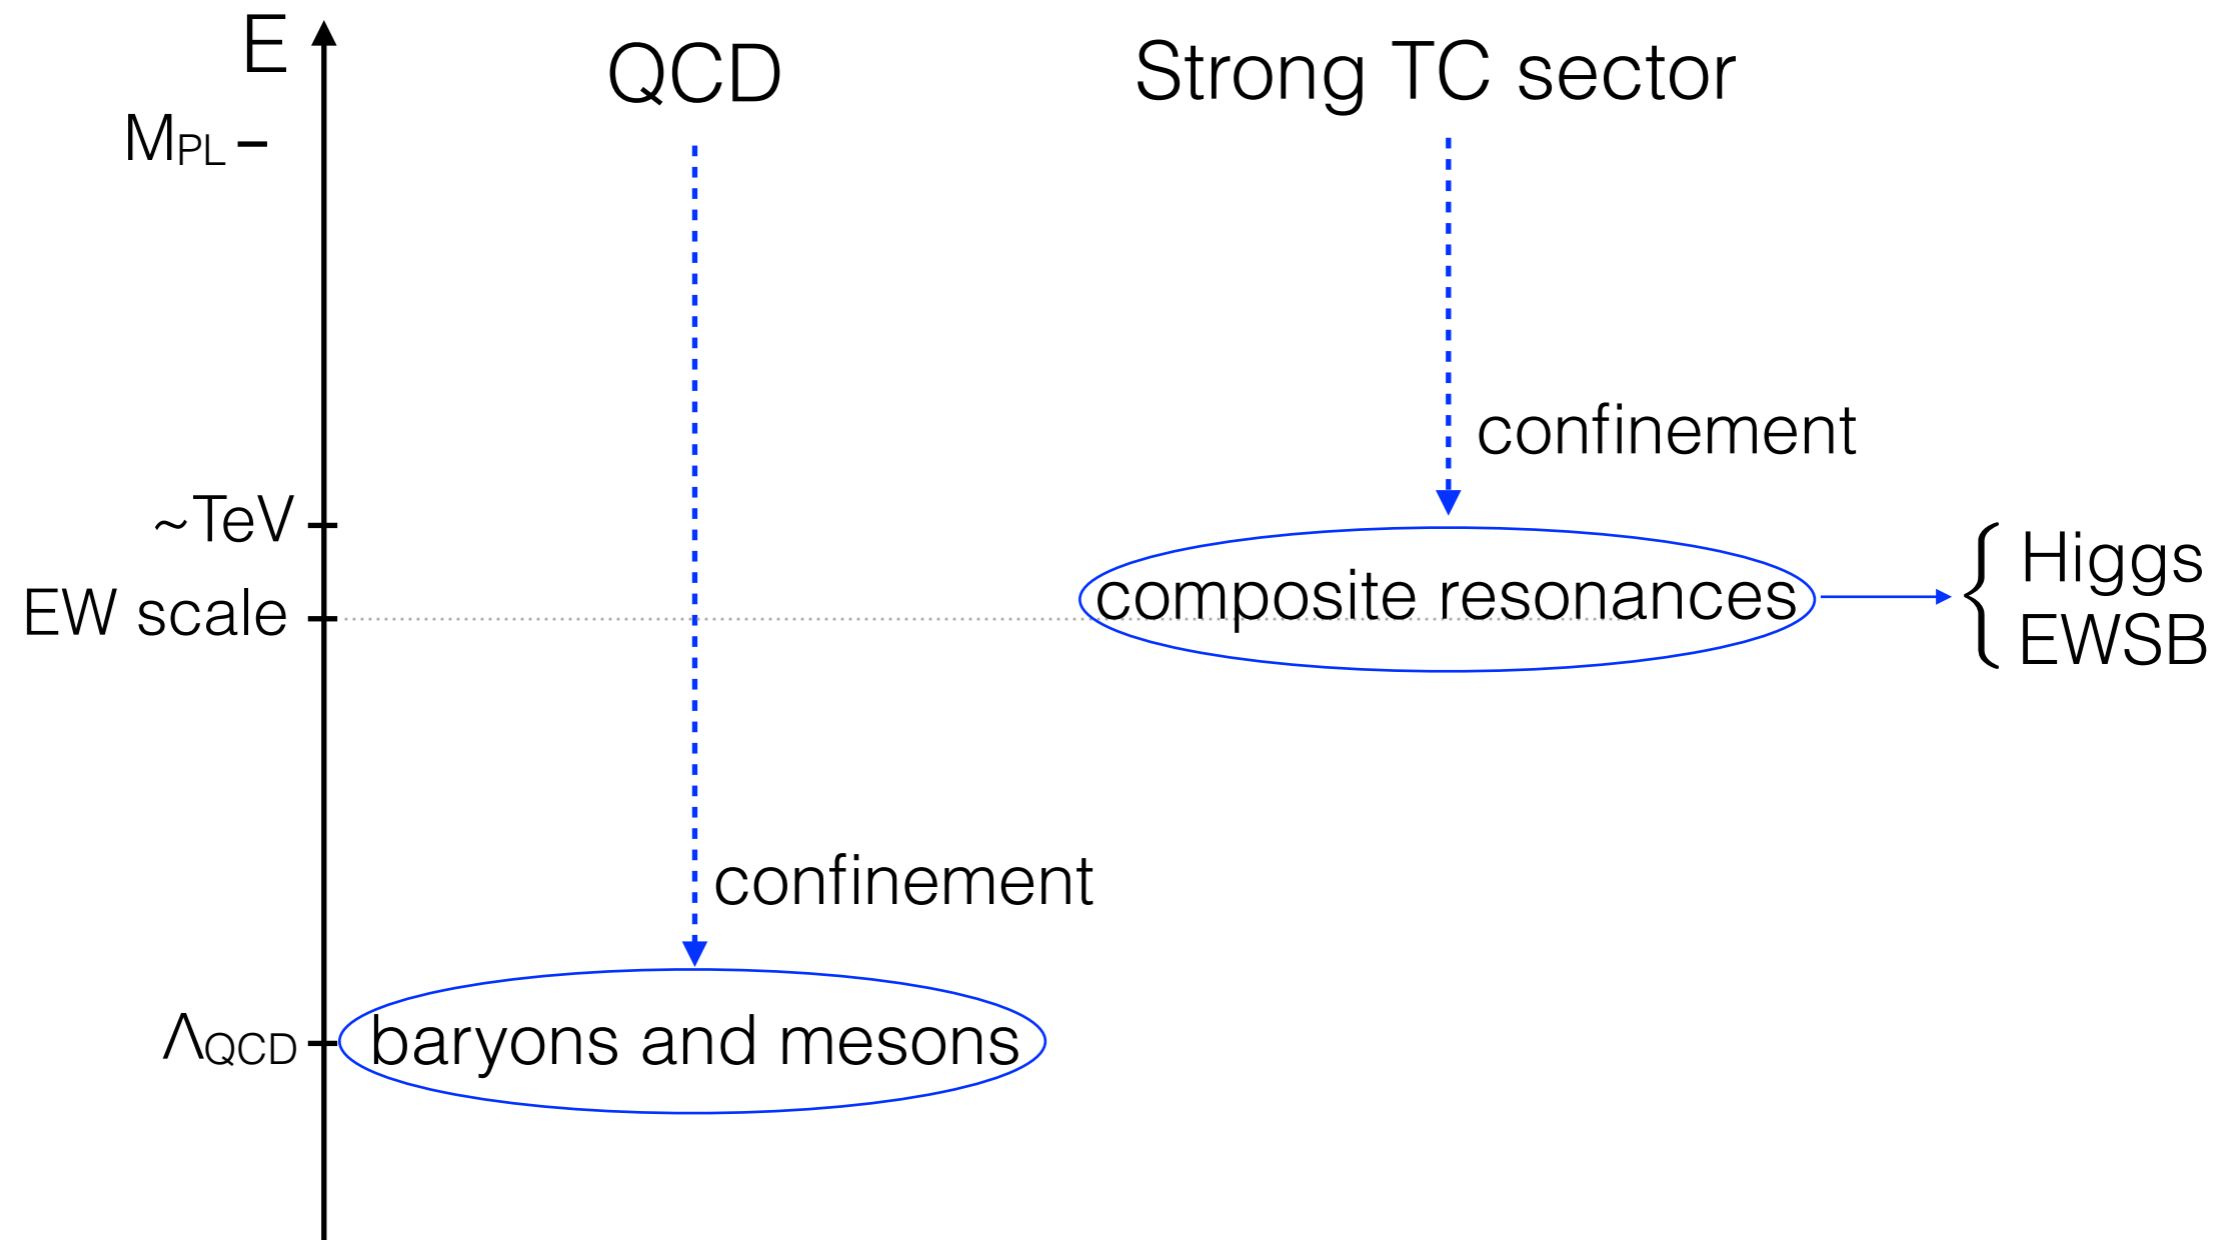 E
QCD
Strong TC sector
MPL
confinement
~TeV
Higgs
composite resonances
EW scale
EWSB
confinement
ΛQCD
baryons and mesons